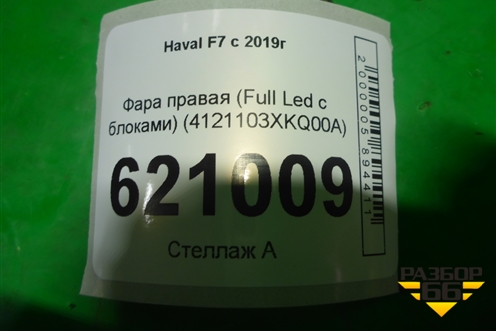 Haval F7 с 2019г
Фара правая (Full Led с
блоками) (4121103XKQ00A)
621009
Стеллаж А
2000005894411
РАЗБОР
66